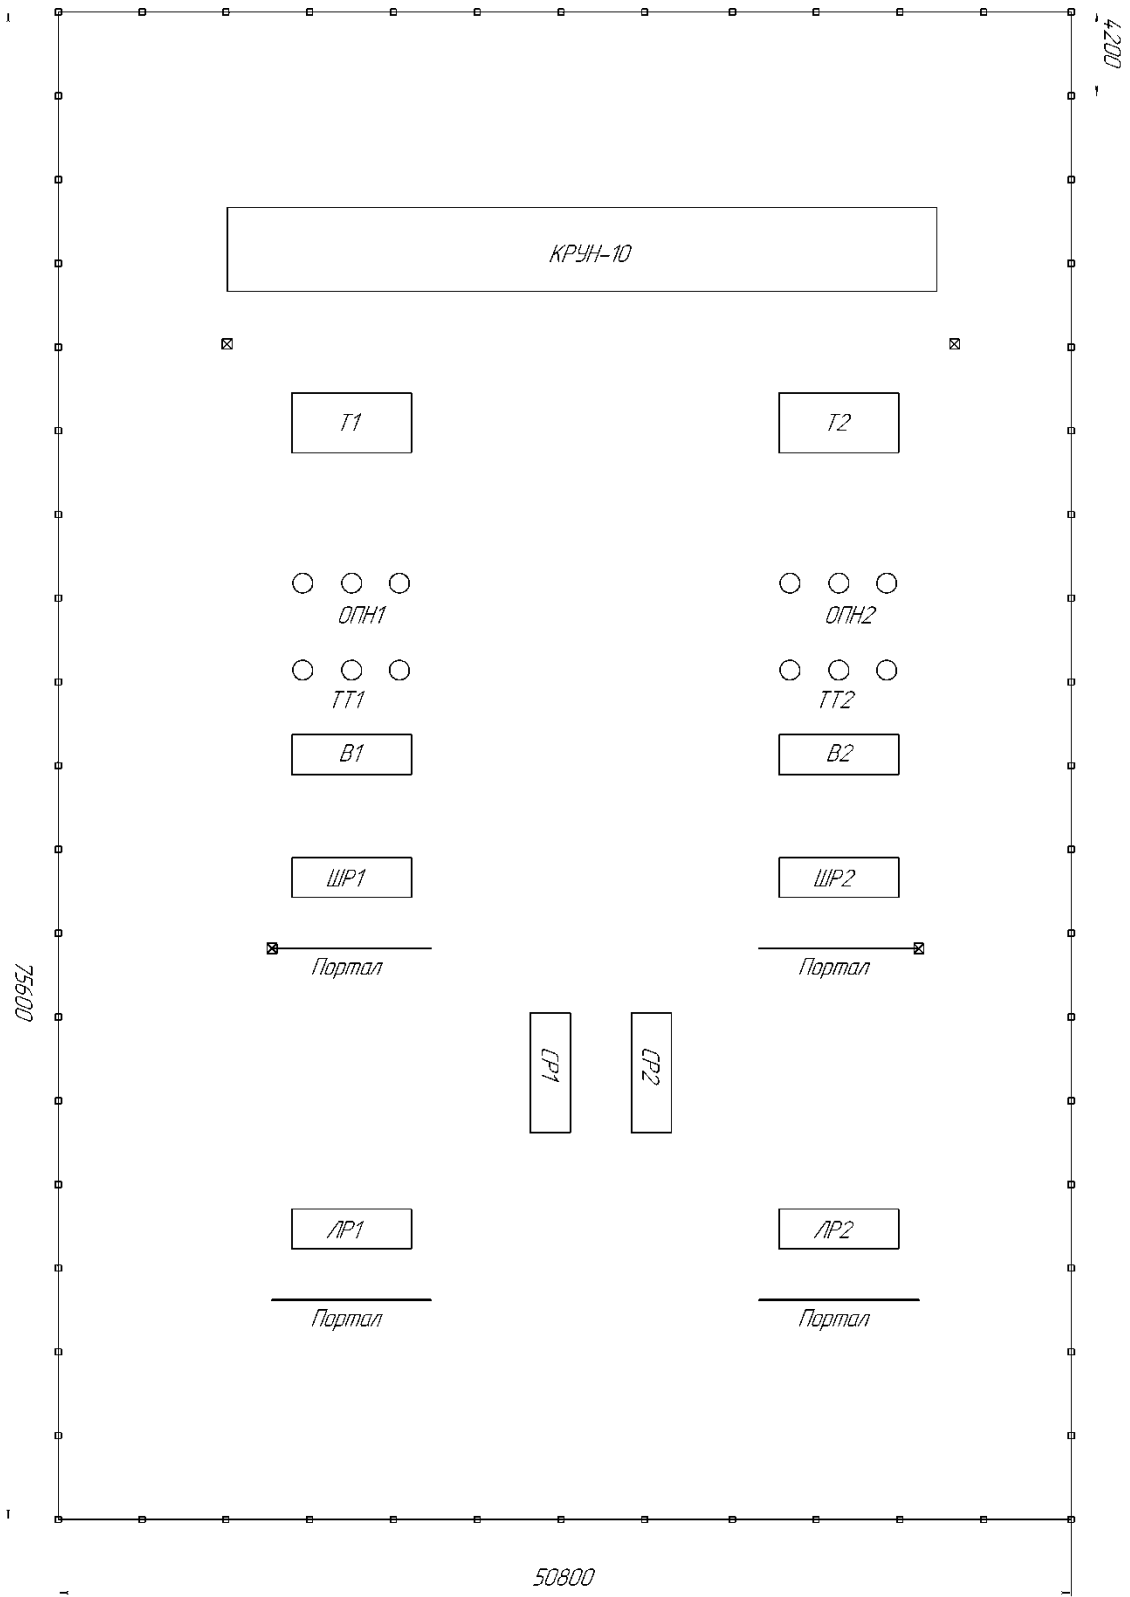 4200
КРУН-10
Т1
Т2
ОПН1
ОПН2
ТТ1
ТТ2
В1
В2
ШР1
ШР2
Портал
Портал
75600
СР1
СР2
ЛР1
ЛР2
Портал
Портал
50800